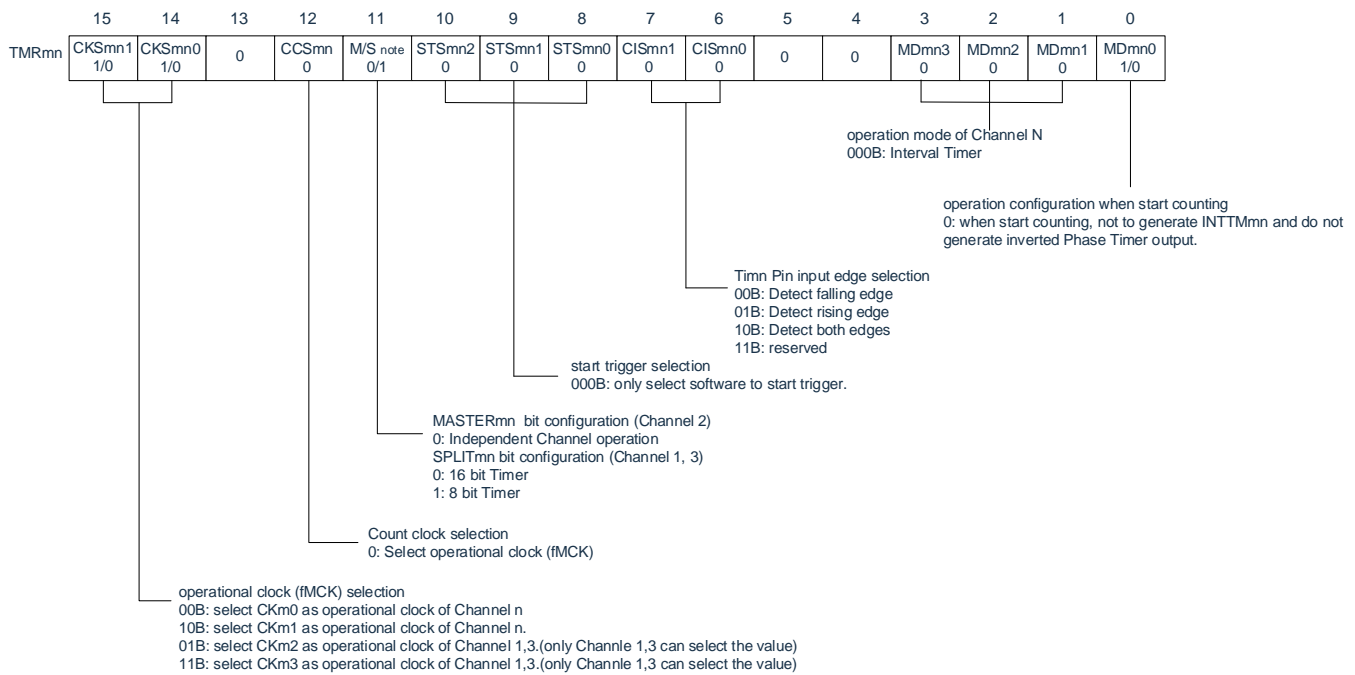 15 14 13 12 11 10 9 8 7 6 5 4 3 2 1 0
TMRmn CKSmn1 CKSmn0 0 CCSmn M/S note STSmn2 STSmn1 STSmn0 CISmn1 CISmn0 0 0 MDmn3 MDmn2 MDmn1 MDmn0
1/0 1/0 0 0/1 0 0 0 0 0 0 0 0 1/0
operation mode of Channel N
000B: Interval Timer
operation configuration when start counting
0: when start counting, not to generate INTTMmn and do not
generate inverted Phase Timer output.
Timn Pin input edge selection
00B: Detect falling edge
01B: Detect rising edge
10B: Detect both edges
11B: reserved
start trigger selection
000B: only select software to start trigger.
MASTERmn bit configuration (Channel 2)
0: Independent Channel operation
SPLITmn bit configuration (Channel 1, 3)
0: 16 bit Timer
1: 8 bit Timer
Count clock selection
0: Select operational clock (fMCK)
operational clock (fMCK) selection
00B: select CKm0 as operational clock of Channel n
10B: select CKm1 as operational clock of Channel n.
01B: select CKm2 as operational clock of Channel 1,3.(only Channle 1,3 can select the value)
11B: select CKm3 as operational clock of Channel 1,3.(only Channle 1,3 can select the value)